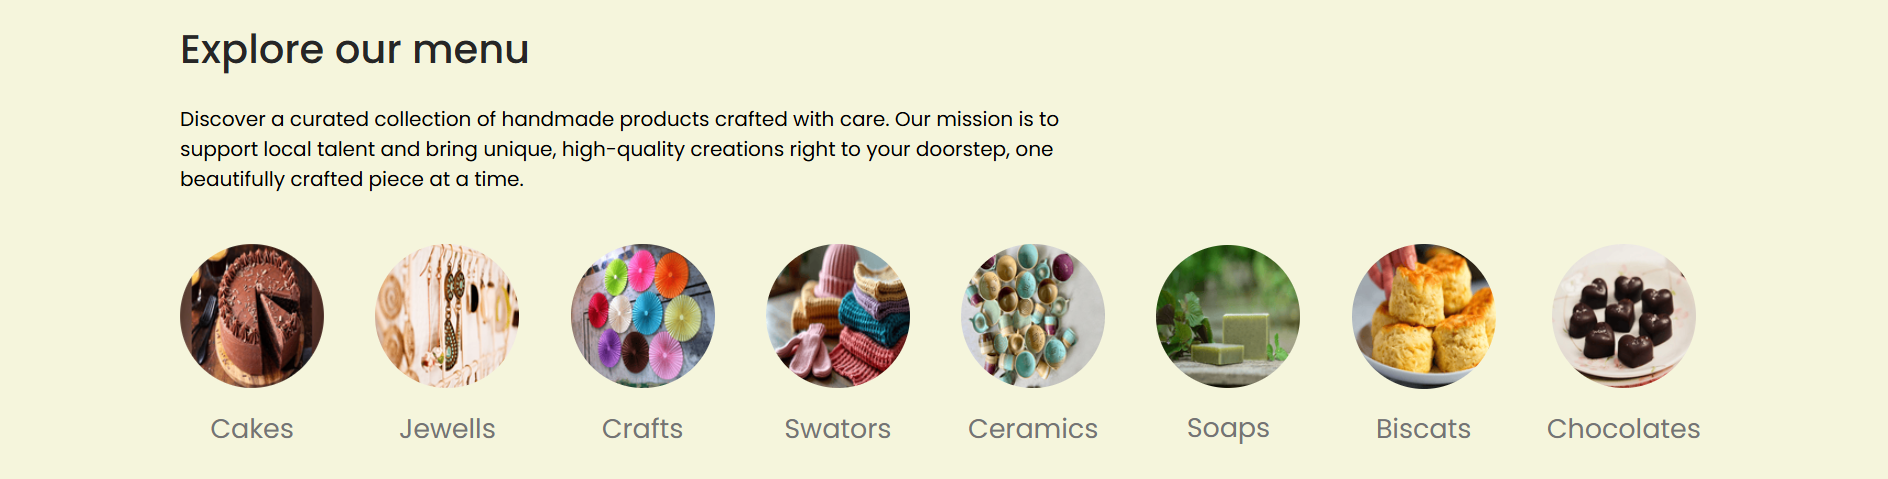 Explore our menu
Discover a curated collection of handmade products crafted with care. Our mission is to
support local talent and bring unique, high-quality creations right to your doorstep, one
beautifully crafted piece at a time.
Cakes
Jewells
Crafts
Swators
Ceramics
Soaps
Biscats
Chocolates